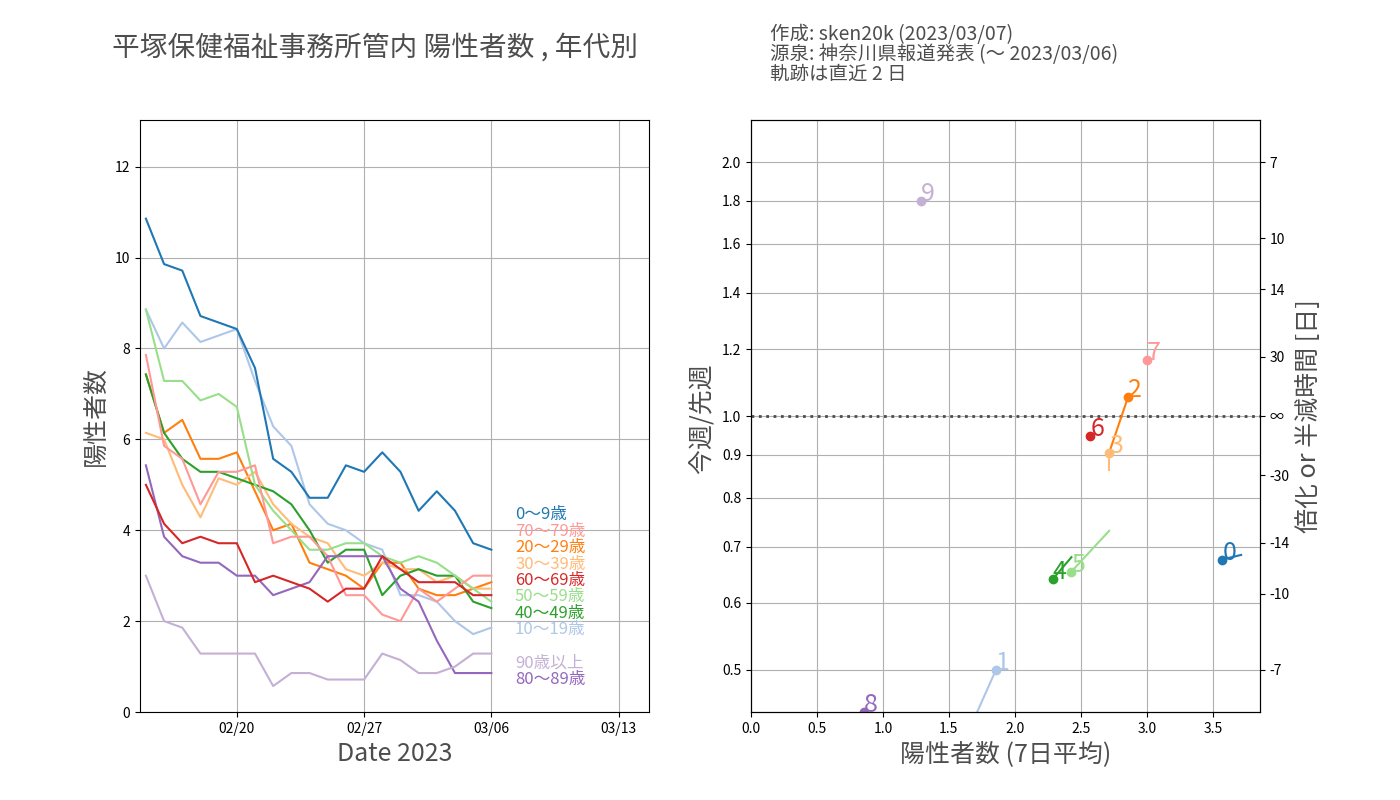 平塚保健福祉事務所管内 陽性者数 , 年代別
作成: sken20k (2023/03/07)
源泉: 神奈川県報道発表 (～ 2023/03/06)
軌跡は直近 2 日
陽性者数
12
10
8
6
4
2
0
02/20
02/27
03/06
03/13
Date 2023
0～9歳
70～79歳
20～29歳
30～39歳
60～69歳
50～59歳
40～49歳
10～19歳
90歳以上
80～89歳
今週/先週
2.0
1.8
1.6
1.4
1.2
1.0
0.9
0.8
0.7
0.6
0.5
9
7
2
6
3
0
4
5
1
8
0.0
0.5
1.0
1.5
2.0
2.5
3.0
3.5
陽性者数 (7日平均)
7
10
14
30
∞
-30
-14
-10
-7
倍化 or 半減時間 [日]